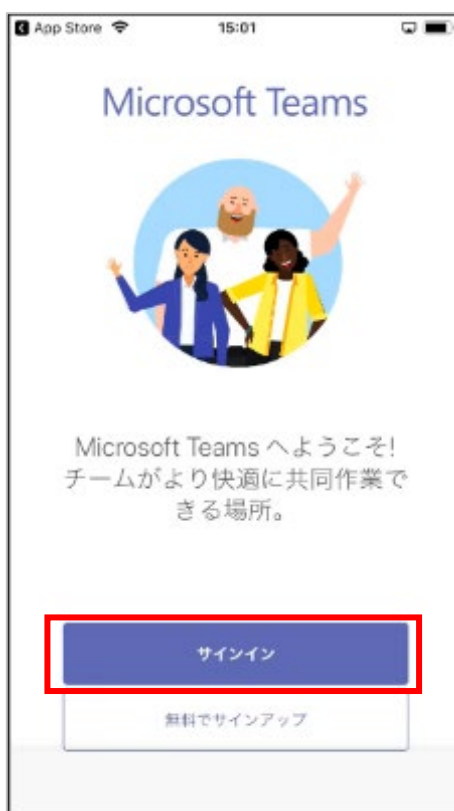 App Store
15:01
Microsoft Teams
Microsoft Teams へようこそ!
チームがより快適に共同作業で
きる場所。
サインイン
無料でサインアップ